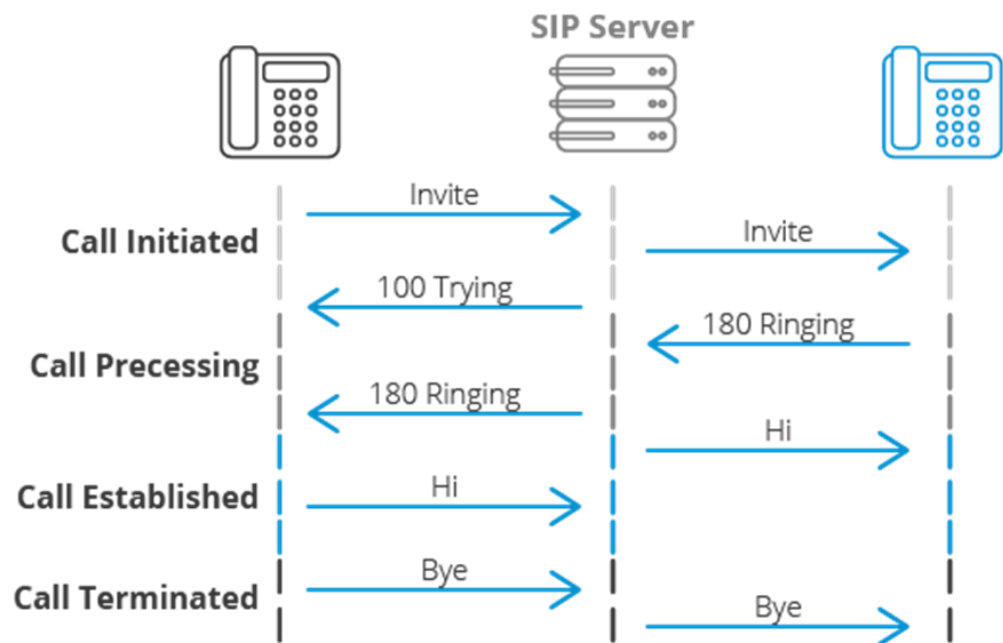 SIP Server
Invite
Call Initiated
Invite
100 Trying
180 Ringing
Call Precessing
180 Ringing
Hi
Call Established
Hi
Bye
Call Terminated
Bye